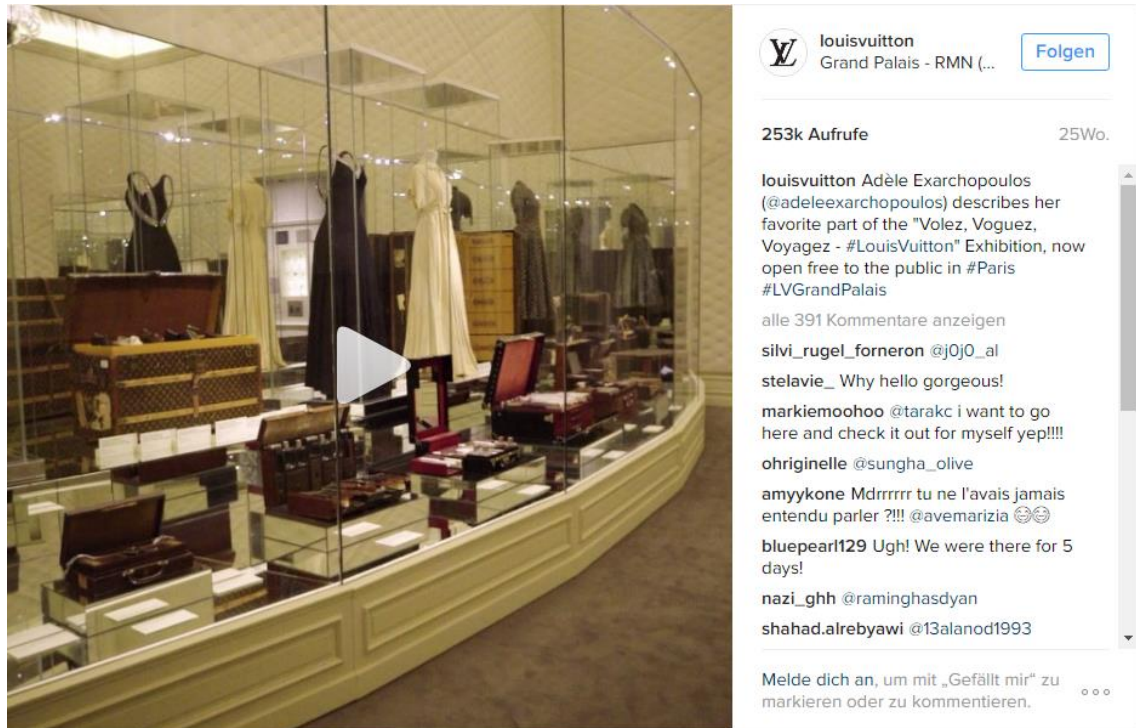 louisvuitton
Grand Palais - RMN (...
Folgen
253k Aufrufe
25Wo.
louisvuitton Adèle Exarchopoulos
(@adeleexarchopoulos) describes her
favorite part of the "Volez, Voguez,
Voyagez - #LouisVuitton" Exhibition, now
open free to the public in #Paris
#LVGrandPalais
alle 391 Kommentare anzeigen
silvi_rugel_forneron @j0j0_al
stelavie_ Why hello gorgeous!
markiemoohoo @tarakc i want to go
here and check it out for myself yep!!!!
ohriginelle @sungha_olive
amyykone Mdrrrrrr tu ne l'avais jamais
entendu parler ?!!! @avemarizia 😂😂
bluepearl129 Ugh! We were there for 5
days!
nazi_ghh @raminghasdyan
shahad.alrebyawi @13alanod1993
Melde dich an, um mit „Gefällt mir“ zu
markieren oder zu kommentieren.